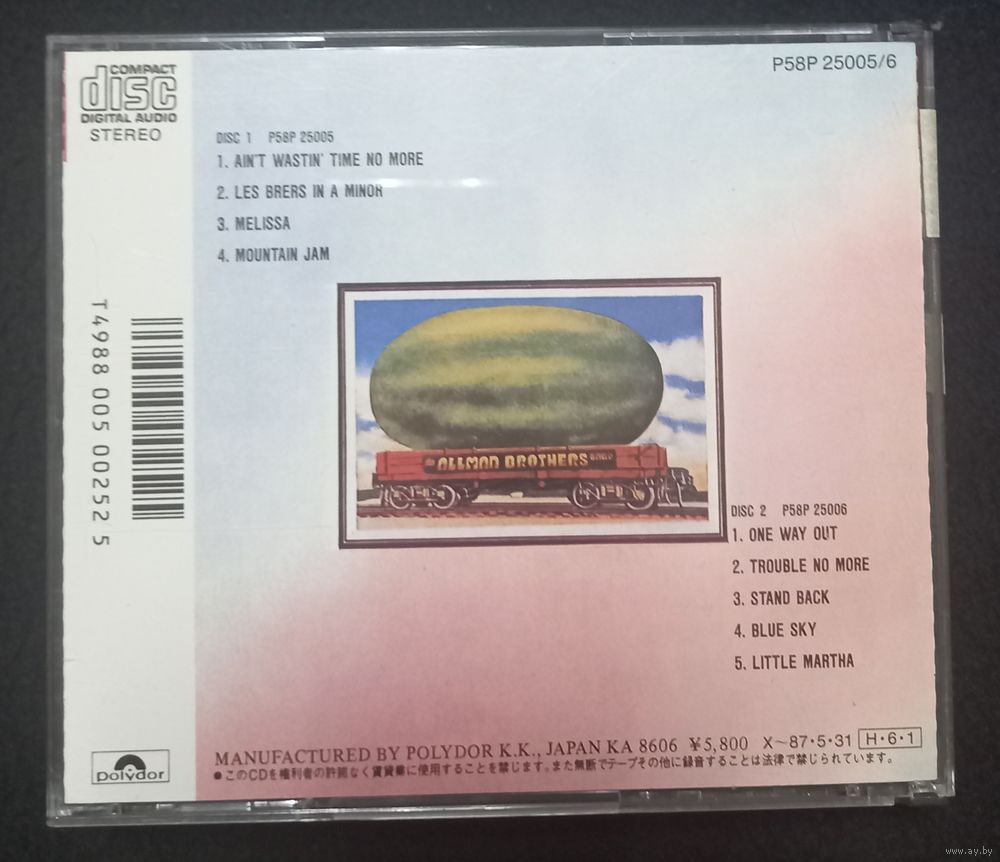 COMPACT
disc
DIGITAL AUDIO
STEREO
P58P 25005/6
DISC 1 P58P 25005
1. AIN'T WASTIN' TIME NO MORE
2. LES BRERS IN A MINOR
3. MELISSA
4. MOUNTAIN JAM
T4988 005 00252 5
ALLMAN BROTHERS BAND
DISC 2 P58P 25006
1. ONE WAY OUT
2. TROUBLE NO MORE
3. STAND BACK
4. BLUE SKY
5. LITTLE MARTHA
polydor
MANUFACTURED BY POLYDOR K.K., JAPAN KA 8606 ¥5,800 X~87·5·31 H·6·1
●このCDを権利者の許諾なく賃貸業に使用することを禁じます。また無断でテープその他に録音することは法律で禁じられています。
www.ay.by